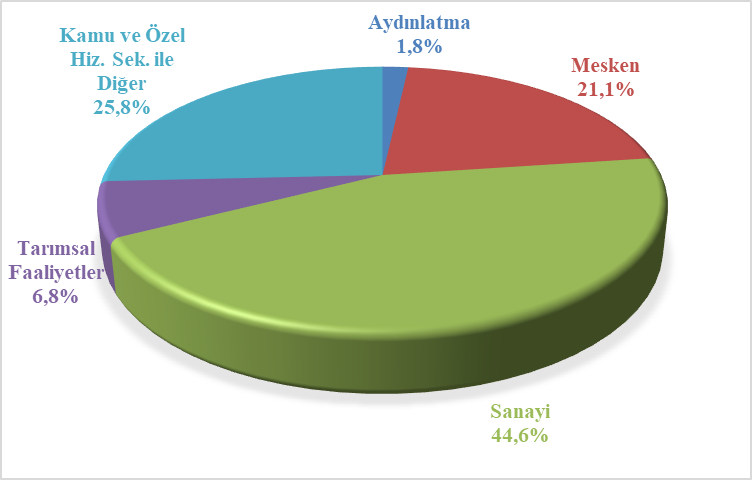 Aydınlatma
1,8%
Kamu ve Özel
Hiz. Sek. ile
Diğer
25,8%
Mesken
21,1%
Tarımsal
Faaliyetler
6,8%
Sanayi
44,6%